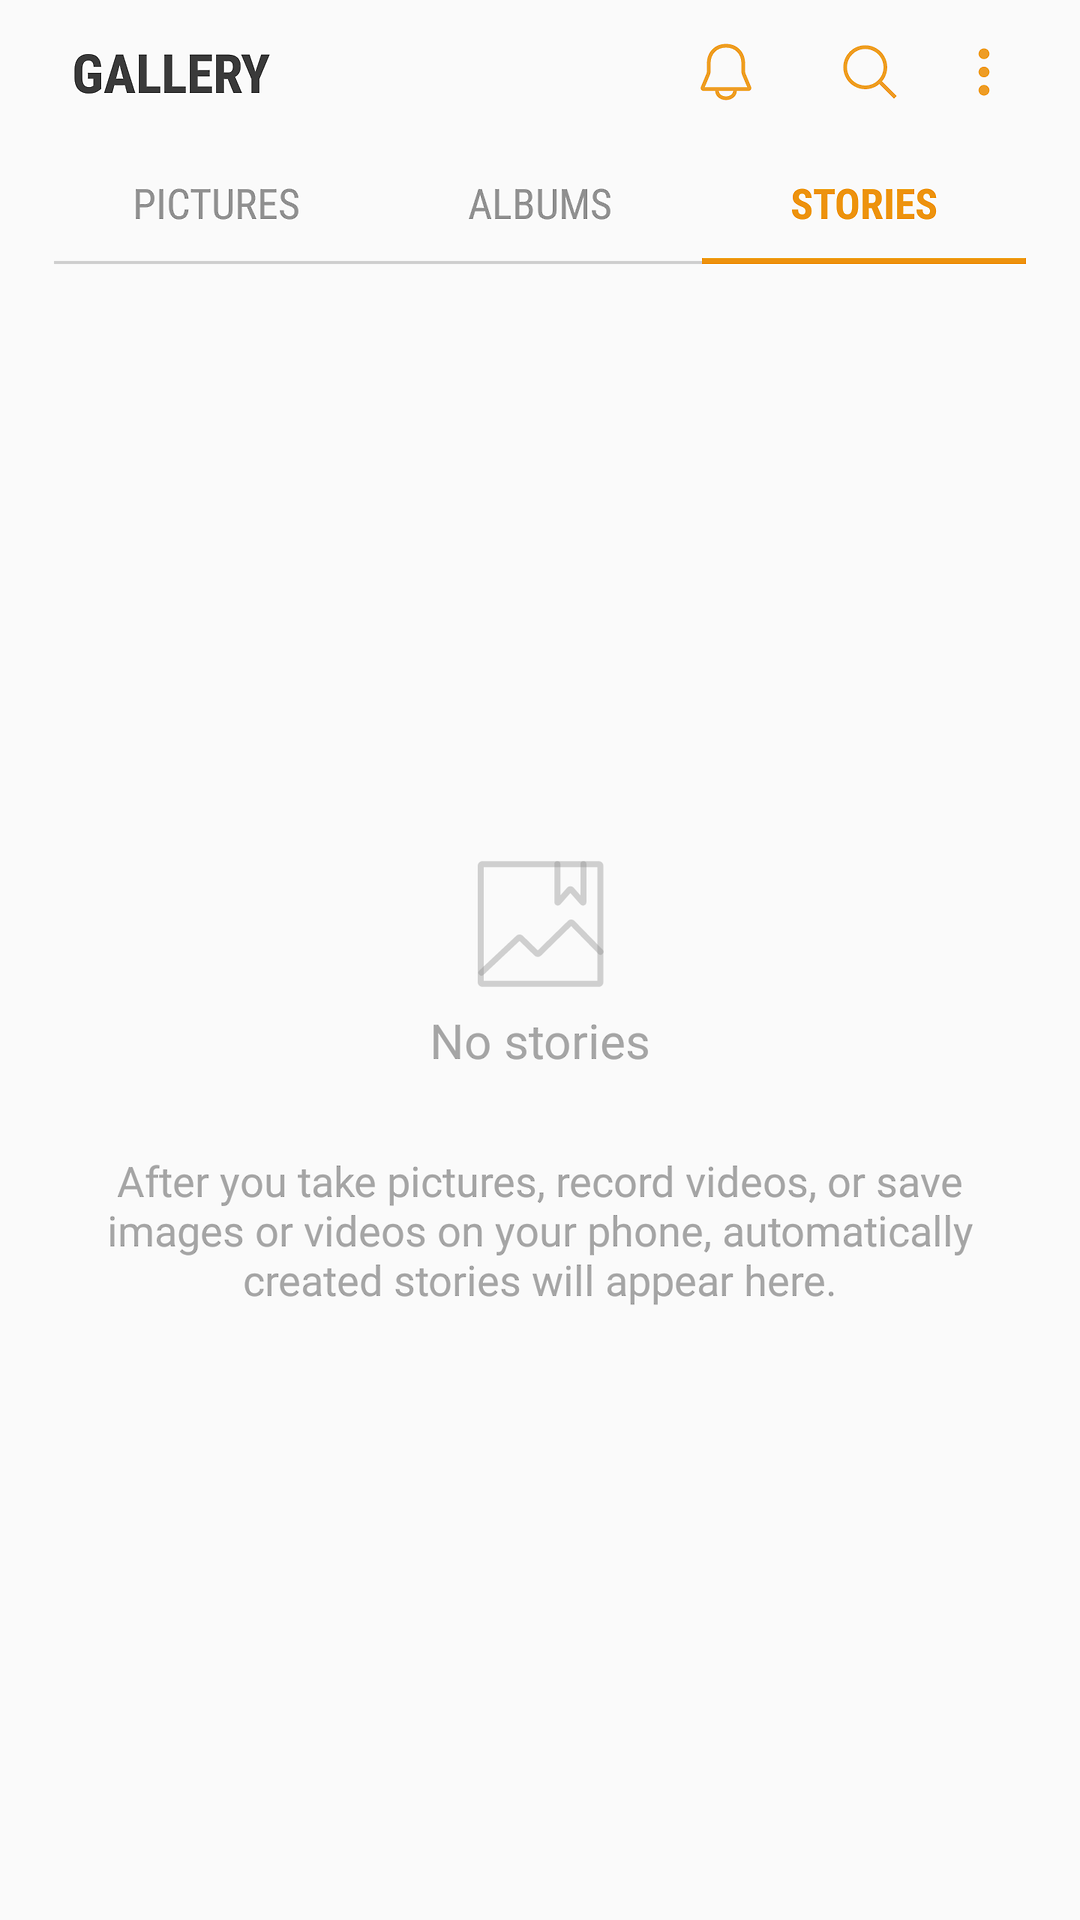 GALLERY
PICTURES
ALBUMS
STORIES
No stories
After you take pictures, record videos, or save
images or videos on your phone, automatically
created stories will appear here.